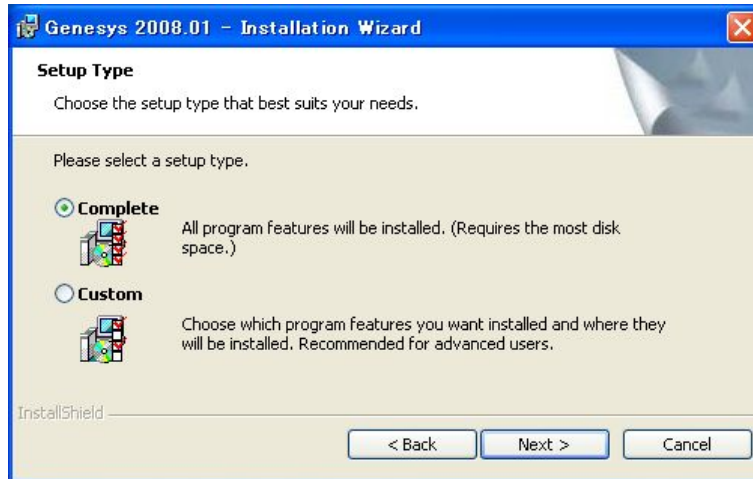 Genesys 2008.01 - Installation Wizard
Setup Type
Choose the setup type that best suits your needs.
Please select a setup type.
Complete
All program features will be installed. (Requires the most disk
space.)
Custom
Choose which program features you want installed and where they
will be installed. Recommended for advanced users.
InstallShield
< Back
Next >
Cancel